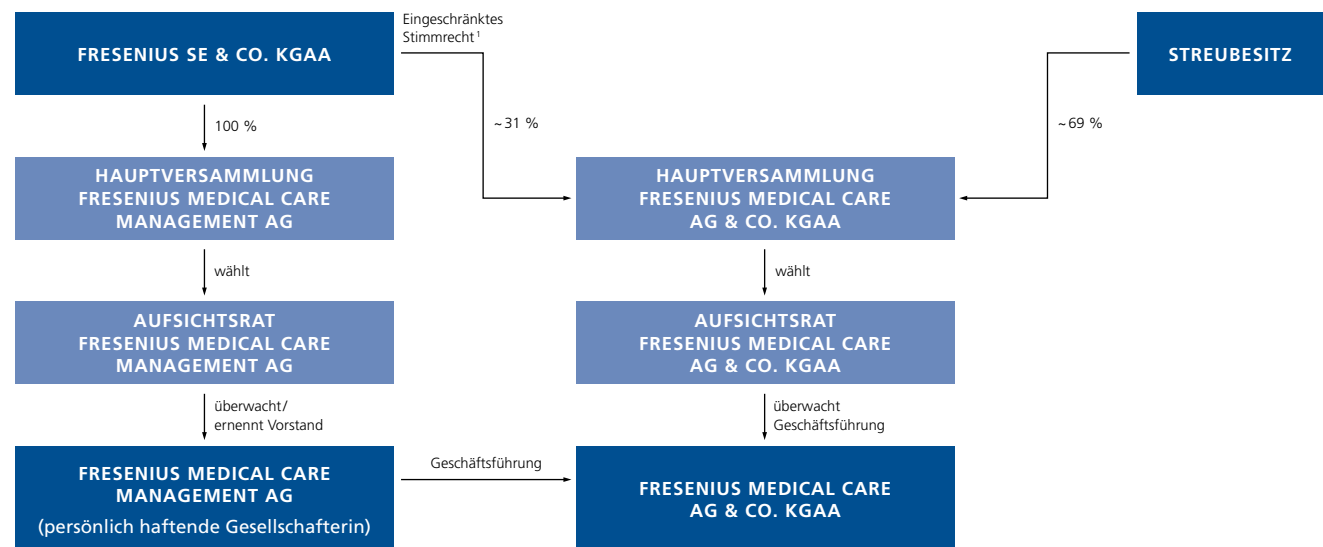 Eingeschränktes
Stimmrecht¹
FRESENIUS SE & CO. KGAA
STREUBESITZ
100 %
~31 %
~69 %
HAUPTVERSAMMLUNG
FRESENIUS MEDICAL CARE
MANAGEMENT AG
HAUPTVERSAMMLUNG
FRESENIUS MEDICAL CARE
AG & CO. KGAA
wählt
wählt
AUFSICHTSRAT
FRESENIUS MEDICAL CARE
MANAGEMENT AG
AUFSICHTSRAT
FRESENIUS MEDICAL CARE
AG & CO. KGAA
überwacht/
ernennt Vorstand
überwacht
Geschäftsführung
FRESENIUS MEDICAL CARE
MANAGEMENT AG
(persönlich haftende Gesellschafterin)
Geschäftsführung
FRESENIUS MEDICAL CARE
AG & CO. KGAA